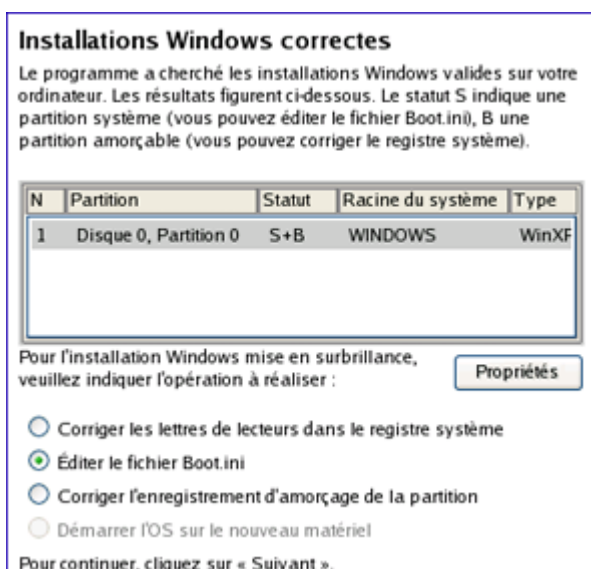 Installations Windows correctes
Le programme a cherché les installations Windows valides sur votre
ordinateur. Les résultats figurent ci-dessous. Le statut S indique une
partition système (vous pouvez éditer le fichier Boot.ini), B une
partition amorçable (vous pouvez corriger le registre système).
N Partition Statut Racine du système Type
1 Disque 0, Partition 0 S+B WINDOWS WinXP
Pour l'installation Windows mise en surbrillance,
veuillez indiquer l'opération à réaliser :
Propriétés
Corriger les lettres de lecteurs dans le registre système
Éditer le fichier Boot.ini
Corriger l'enregistrement d'amorçage de la partition
Démarrer l'OS sur le nouveau matériel
Pour continuer, cliquez sur « Suivant ».